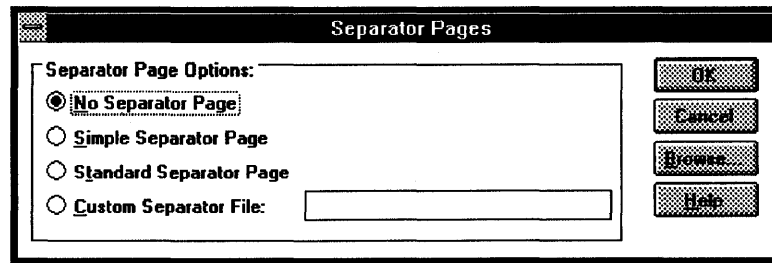 Separator Pages
Separator Page Options:
No Separator Page
Simple Separator Page
Standard Separator Page
Custom Separator File:
OK
Cancel
Browse...
Help